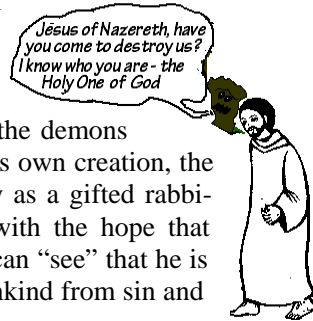 Jesus of Nazereth, have
you come to destroy us?
I know who you are - the
Holy One of God
the demons
s own creation, the
as a gifted rabbi-
with the hope that
can “see” that he is
nkind from sin and